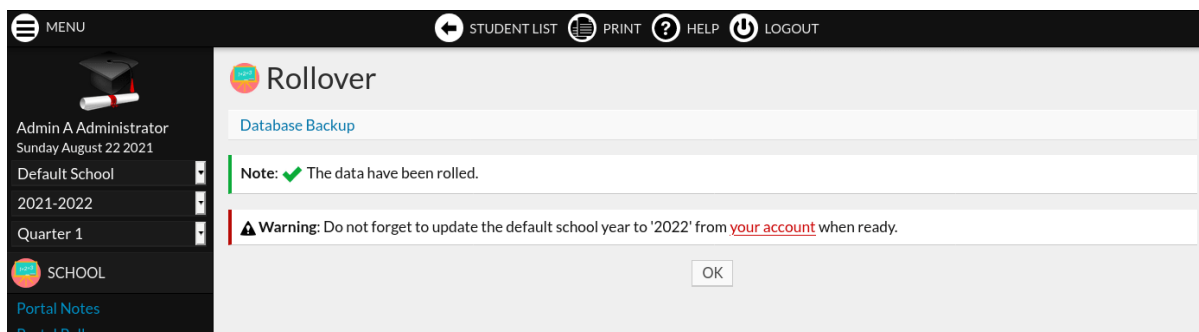 MENU
STUDENT LIST PRINT HELP LOGOUT
Admin A Administrator
Sunday August 22 2021
Default School
2021-2022
Quarter 1
SCHOOL
Portal Notes
Rollover
Database Backup
Note: The data have been rolled.
Warning: Do not forget to update the default school year to '2022' from your account when ready.
OK